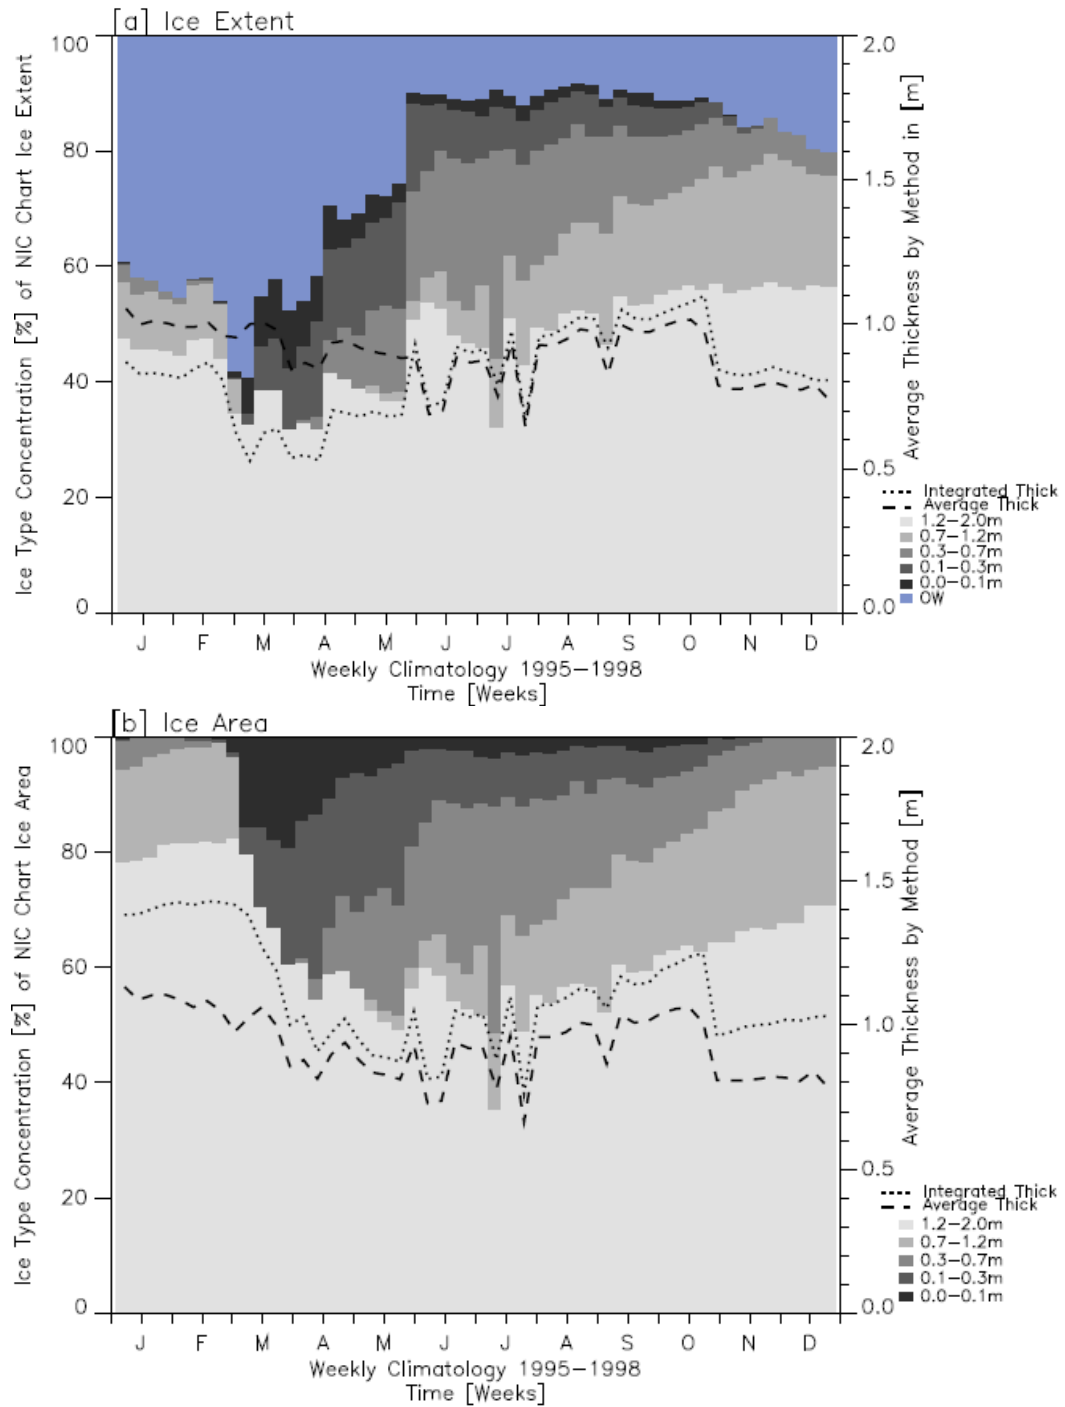 [a] Ice Extent
Ice Type Concentration [%] of NIC Chart Ice Extent
100
80
60
40
20
0
2.0
1.5
1.0
0.5
0.0
Average Thickness by Method in [m]
J F M A M J J A S O N D
Weekly Climatology 1995-1998
Time [Weeks]
Integrated Thick
Average Thick
1.2-2.0m
0.7-1.2m
0.3-0.7m
0.1-0.3m
0.0-0.1m
OW
[b] Ice Area
Ice Type Concentration [%] of NIC Chart Ice Area
100
80
60
40
20
0
2.0
1.5
1.0
0.5
0.0
Average Thickness by Method [m]
J F M A M J J A S O N D
Weekly Climatology 1995-1998
Time [Weeks]
Integrated Thick
Average Thick
1.2-2.0m
0.7-1.2m
0.3-0.7m
0.1-0.3m
0.0-0.1m